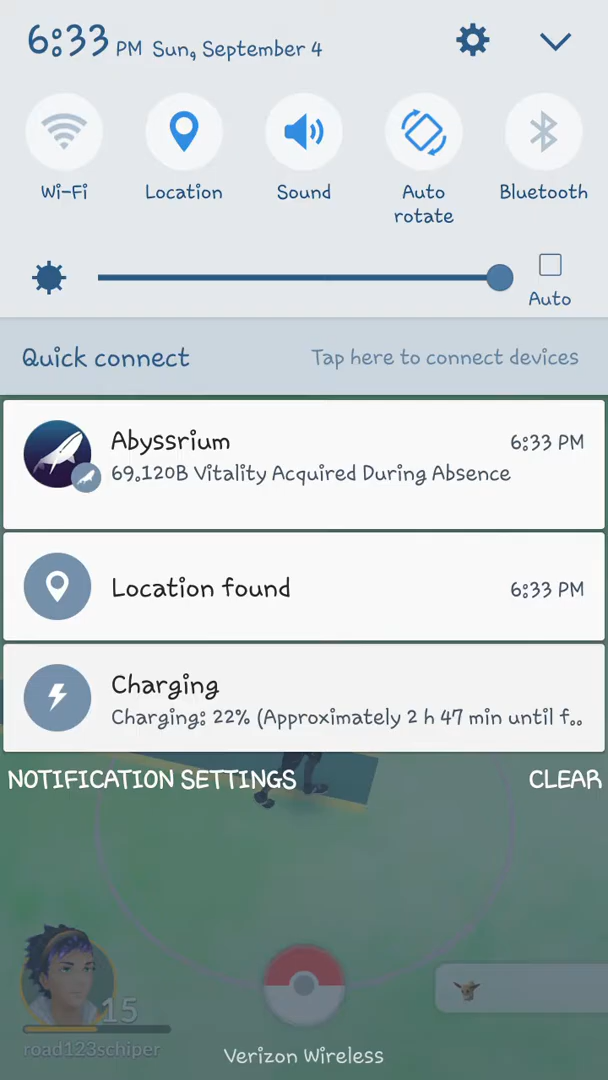 6:33 PM Sun, September 4
Wi-Fi
Location
Sound
Auto
rotate
Bluetooth
Auto
Quick connect
Tap here to connect devices
Abyssrium
6:33 PM
69.120B Vitality Acquired During Absence
Location found
6:33 PM
Charging
Charging: 22% (Approximately 2 h 47 min until f..
NOTIFICATION SETTINGS
CLEAR
15
road123schiper
Verizon Wireless